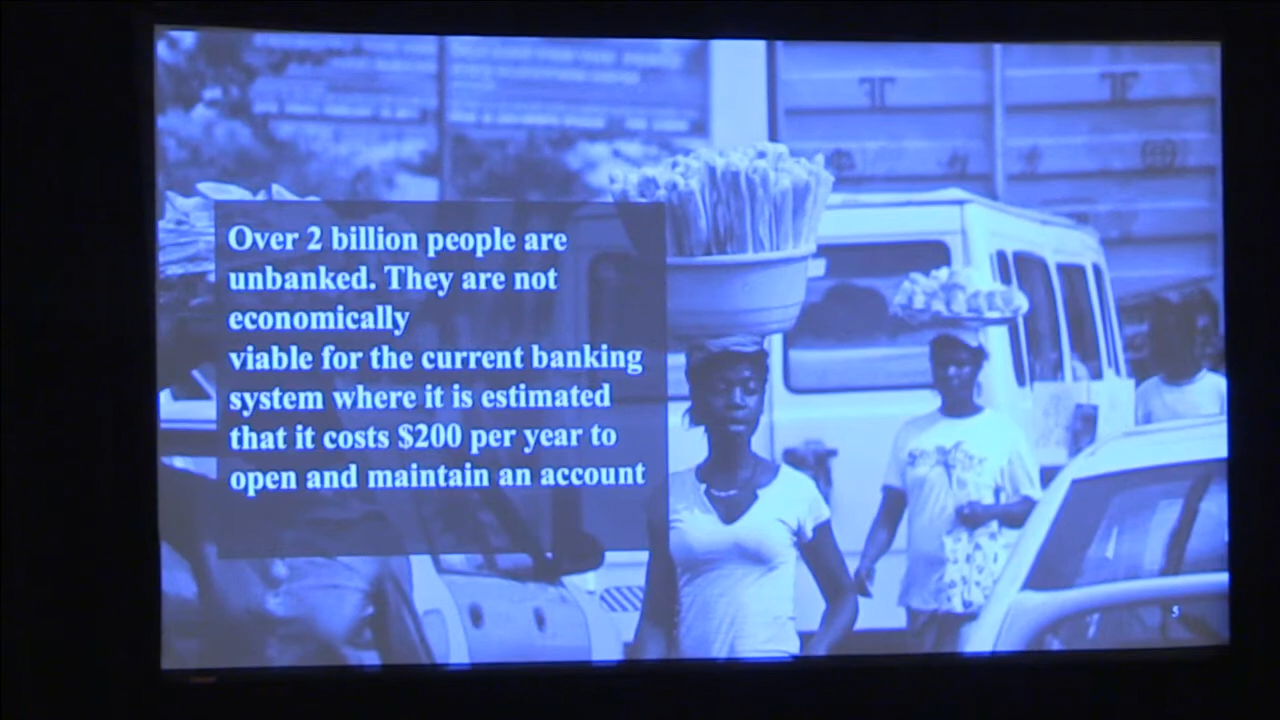 Over 2 billion people are
unbanked. They are not
economically
viable for the current banking
system where it is estimated
that it costs $200 per year to
open and maintain an account
5